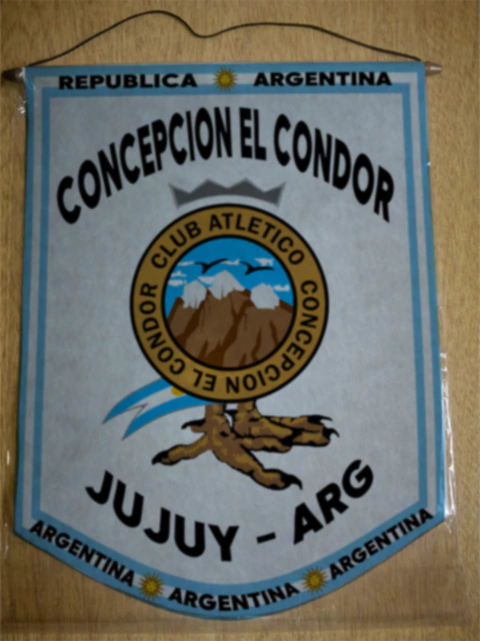 REPUBLICA ARGENTINA
CONCEPCION EL CONDOR
CLUB ATLETICO CONCEPCION EL CONDOR
JUJUY - ARG
ARGENTINA ARGENTINA ARGENTINA